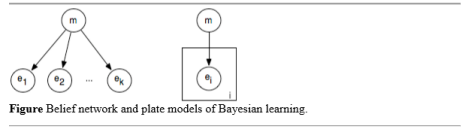 m
m
e1 e2 ... ek
ei
i
Figure Belief network and plate models of Bayesian learning.